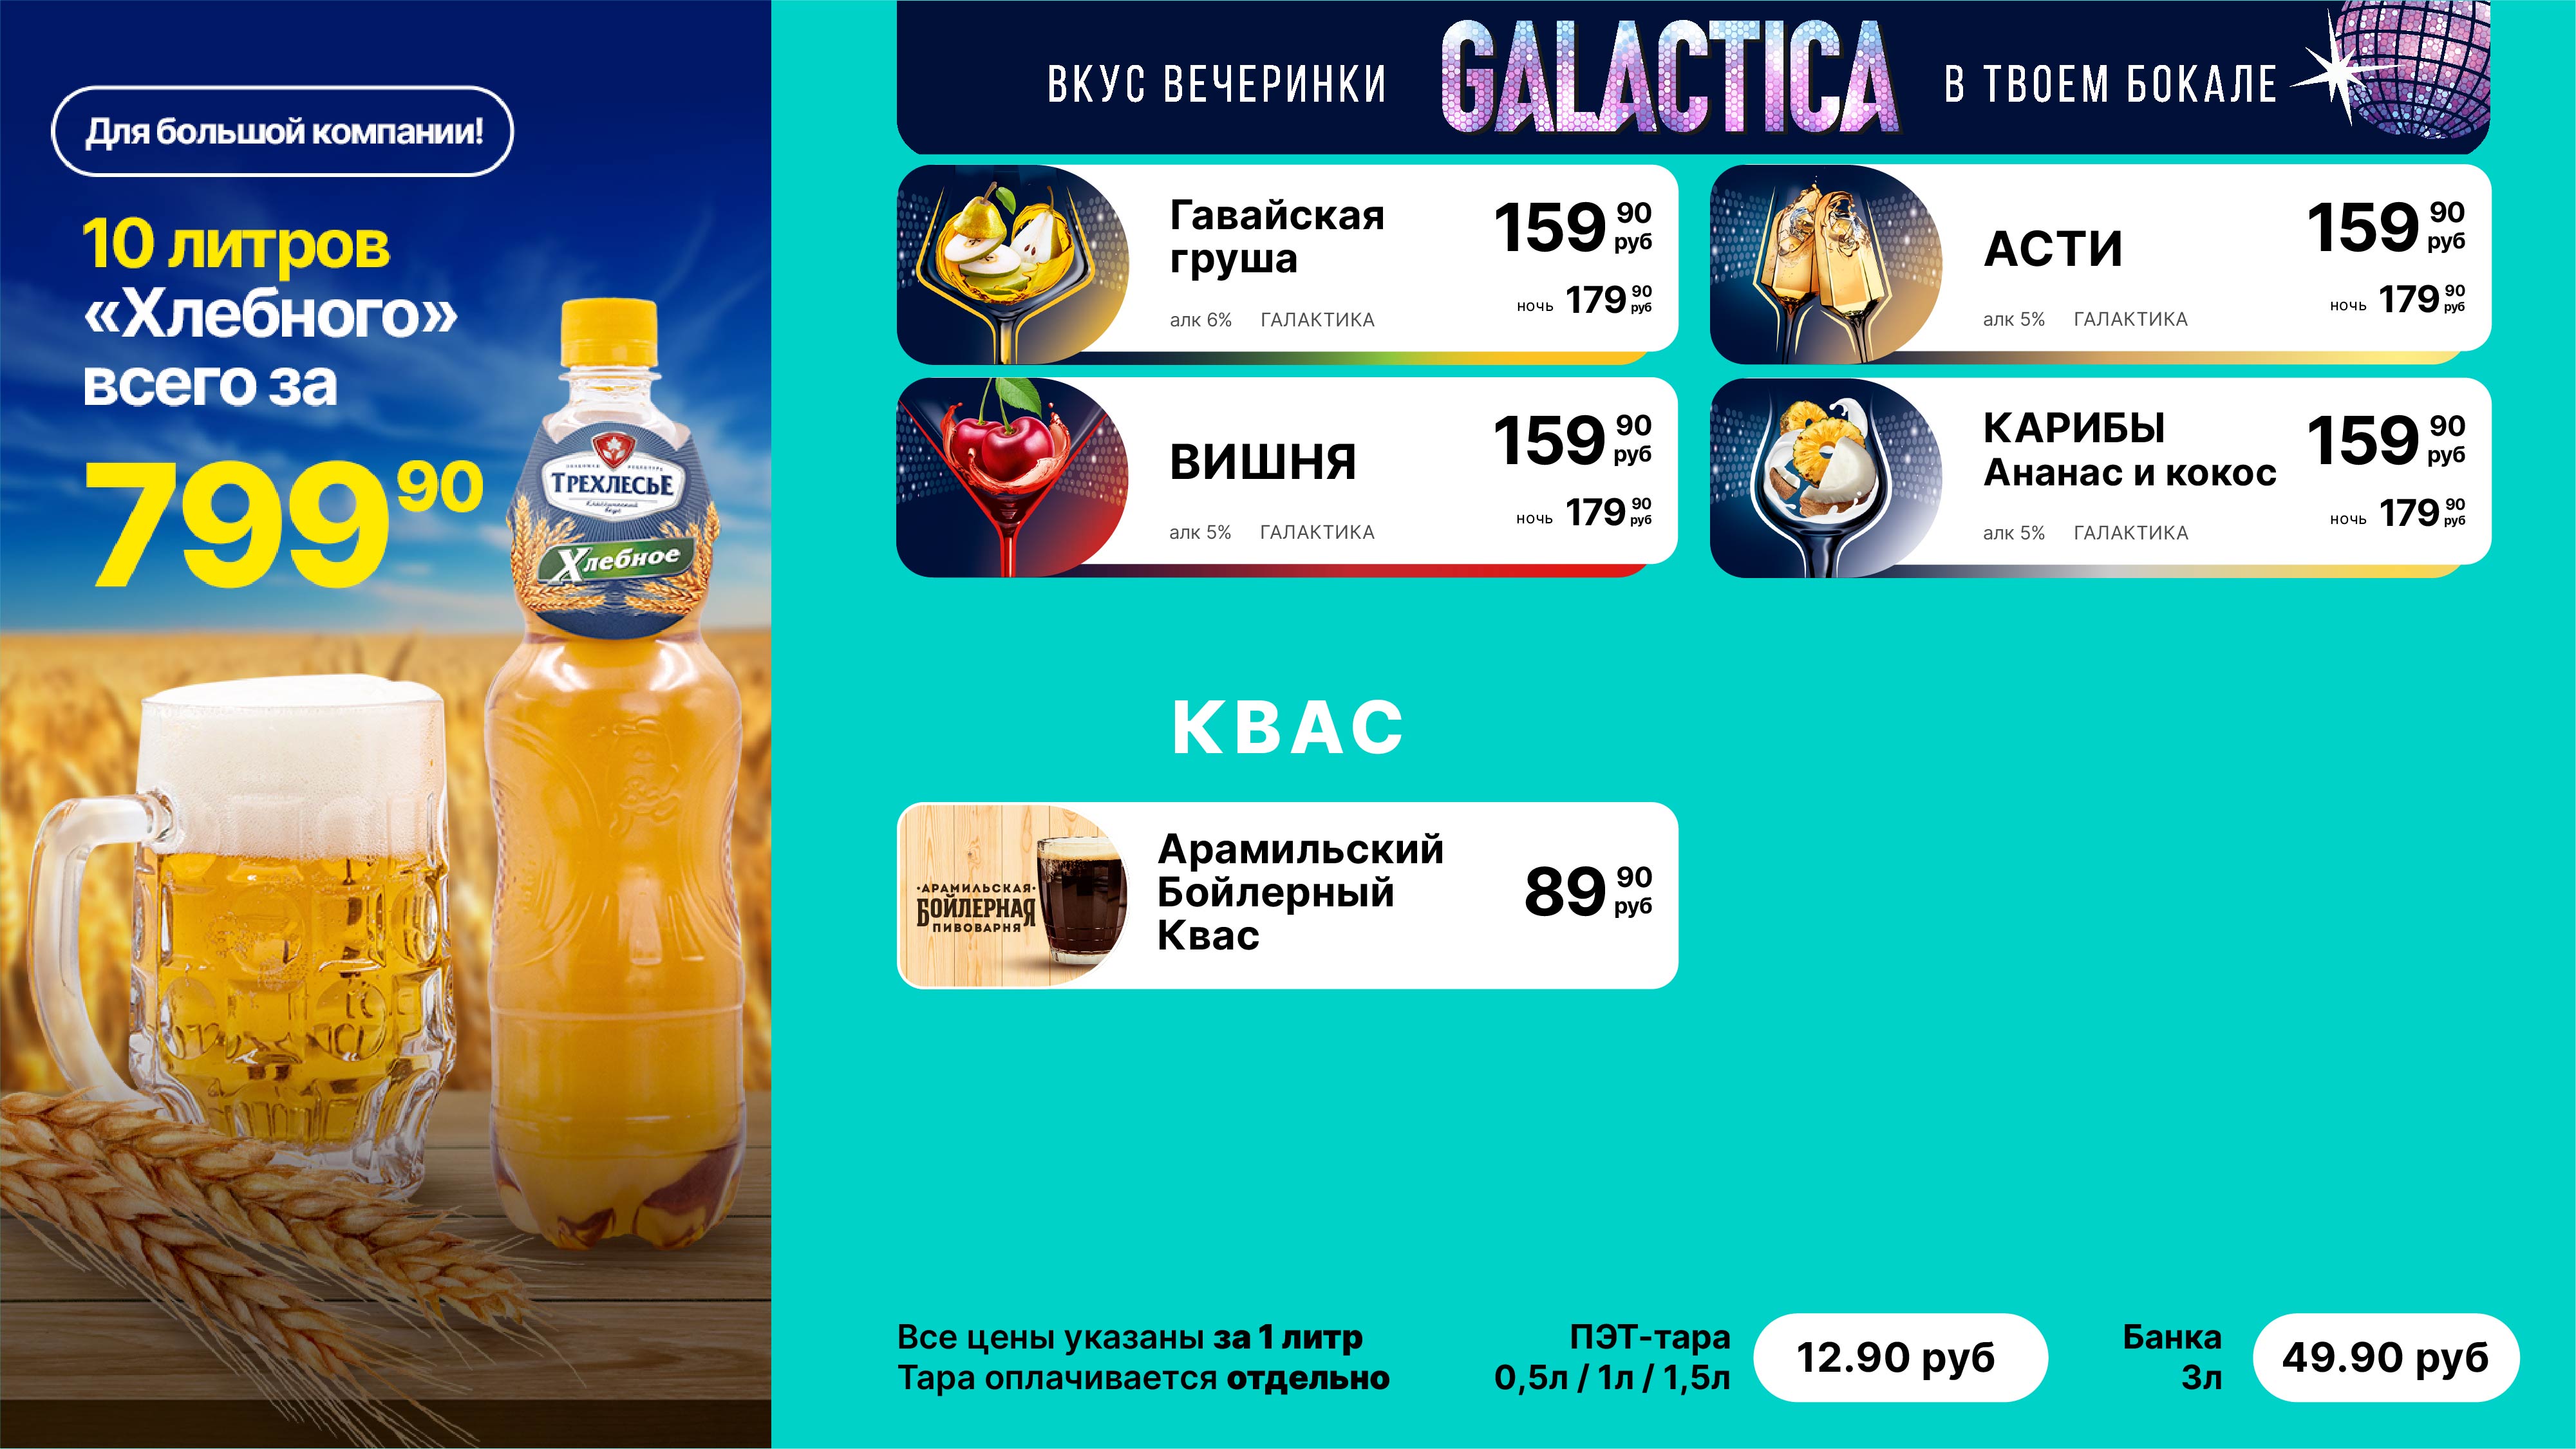 Для большой компании!
10 литров
«Хлебного»
всего за
799 90
ТРЕХЛЕСЬЕ
Классический
вкус
Хлебное
ВКУС ВЕЧЕРИНКИ GALACTICA В ТВОЕМ БОКАЛЕ
Гавайская
груша
159 90 руб
ночь 179 90 руб
алк 6% ГАЛАКТИКА
АСТИ
159 90 руб
ночь 179 90 руб
алк 5% ГАЛАКТИКА
ВИШНЯ
159 90 руб
ночь 179 90 руб
алк 5% ГАЛАКТИКА
КАРИБЫ
Ананас и кокос
159 90 руб
ночь 179 90 руб
алк 5% ГАЛАКТИКА
КВАС
·АРАМИЛЬСКАЯ·
БОЙЛЕРНАЯ
ПИВОВАРНЯ
Арамильский
Бойлерный
Квас
89 90 руб
Все цены указаны за 1 литр
Тара оплачивается отдельно
ПЭТ-тара
0,5л / 1л / 1,5л
12.90 руб
Банка
3л
49.90 руб